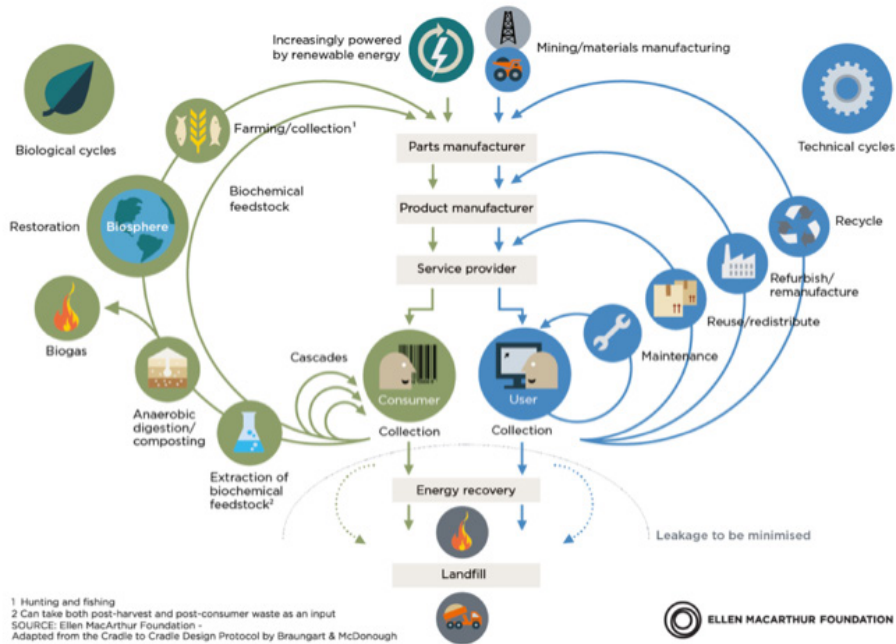 Increasingly powered
by renewable energy
Mining/materials manufacturing
Biological cycles
Technical cycles
Farming/collection¹
Parts manufacturer
Biochemical
feedstock
Product manufacturer
Restoration
Biosphere
Recycle
Service provider
Refurbish/
remanufacture
Reuse/redistribute
Biogas
Cascades
Maintenance
Consumer
User
Anaerobic
digestion/
composting
Collection
Collection
Extraction of
biochemical
feedstock²
Energy recovery
Leakage to be minimised
Landfill
1 Hunting and fishing
2 Can take both post-harvest and post-consumer waste as an input
SOURCE: Ellen MacArthur Foundation -
Adapted from the Cradle to Cradle Design Protocol by Braungart & McDonough
ELLEN MACARTHUR FOUNDATION